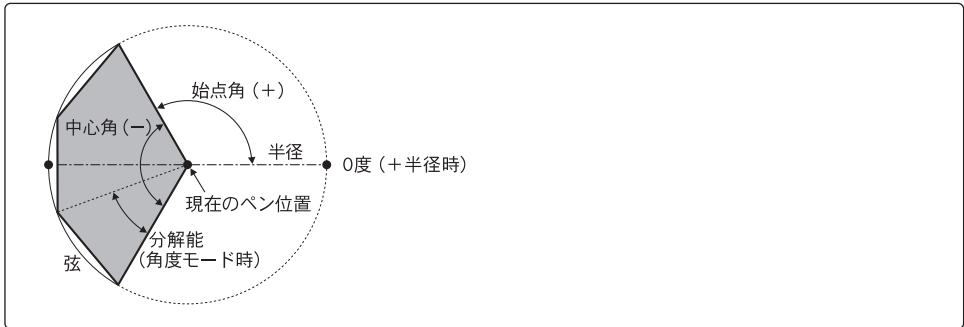 始点角（＋）
中心角（－）
半径
0度（＋半径時）
現在のペン位置
分解能
（角度モード時）
弦